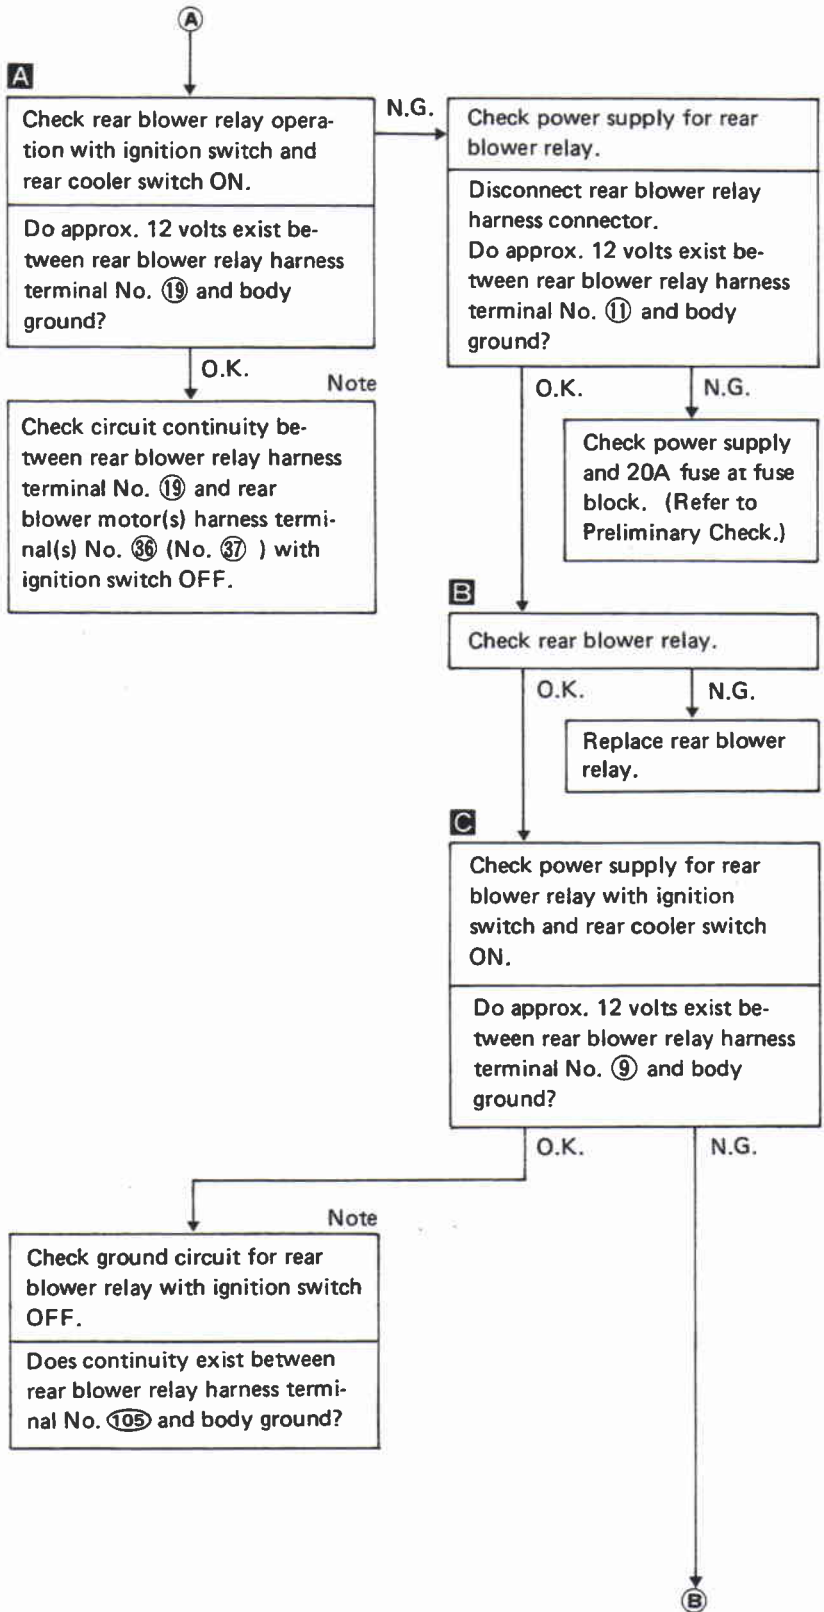 A
A
Check rear blower relay opera-
tion with ignition switch and
rear cooler switch ON.
Do approx. 12 volts exist be-
tween rear blower relay harness
terminal No. ⑲ and body
ground?
N.G.
Check power supply for rear
blower relay.
Disconnect rear blower relay
harness connector.
Do approx. 12 volts exist be-
tween rear blower relay harness
terminal No. ⑪ and body
ground?
O.K.
Note
Check circuit continuity be-
tween rear blower relay harness
terminal No. ⑲ and rear
blower motor(s) harness termi-
nal(s) No. ㊱ (No. ㊲ ) with
ignition switch OFF.
O.K.
N.G.
Check power supply
and 20A fuse at fuse
block. (Refer to
Preliminary Check.)
B
Check rear blower relay.
O.K.
N.G.
Replace rear blower
relay.
C
Check power supply for rear
blower relay with ignition
switch and rear cooler switch
ON.
Do approx. 12 volts exist be-
tween rear blower relay harness
terminal No. ⑨ and body
ground?
O.K.
N.G.
Note
Check ground circuit for rear
blower relay with ignition switch
OFF.
Does continuity exist between
rear blower relay harness termi-
nal No. 105 and body ground?
B